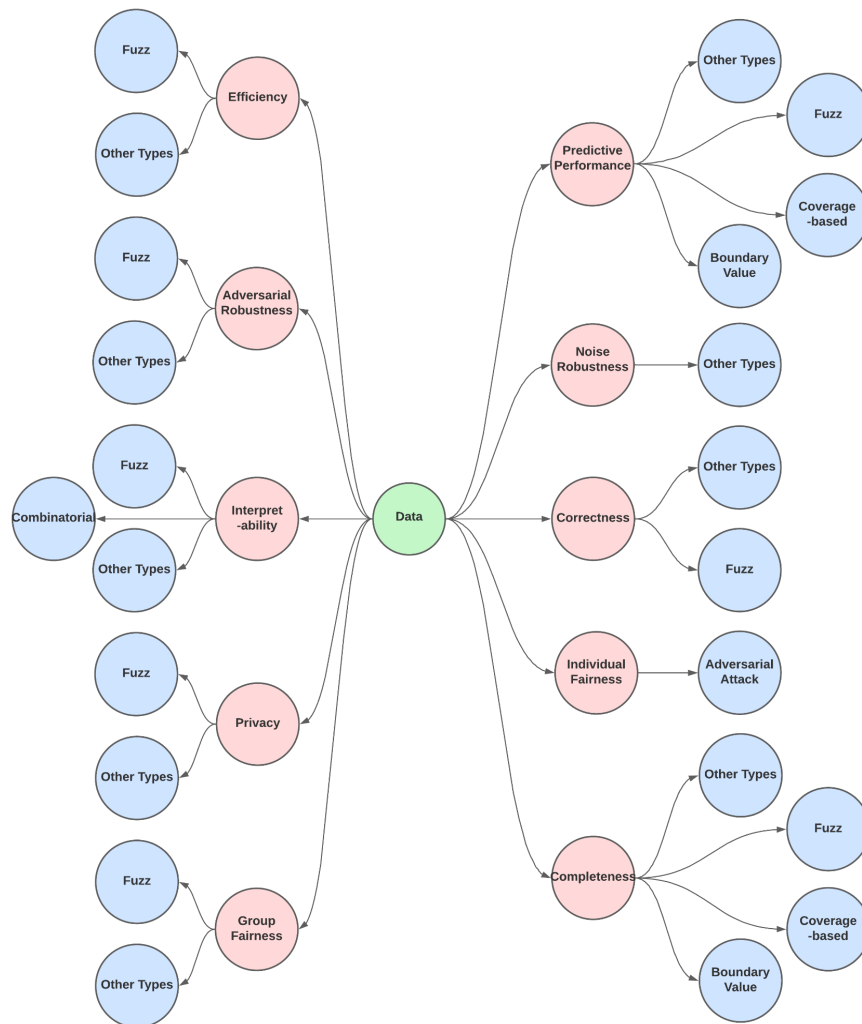 Fuzz
Efficiency
Other Types
Fuzz
Adversarial
Robustness
Other Types
Fuzz
Combinatorial
Interpret
-ability
Other Types
Fuzz
Privacy
Other Types
Fuzz
Group
Fairness
Other Types
Data
Other Types
Predictive
Performance
Fuzz
Coverage
-based
Boundary
Value
Noise
Robustness
Other Types
Other Types
Correctness
Fuzz
Individual
Fairness
Adversarial
Attack
Other Types
Fuzz
Completeness
Coverage
-based
Boundary
Value